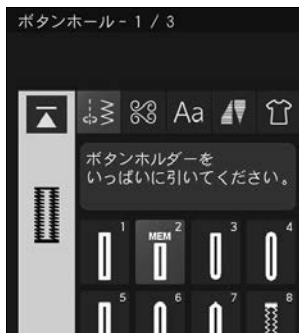 ボタンホール - 1 / 3
Aa
ボタンホルダーを
いっぱいに引いてください。
1 MEM 2 3 4
5 6 7 8